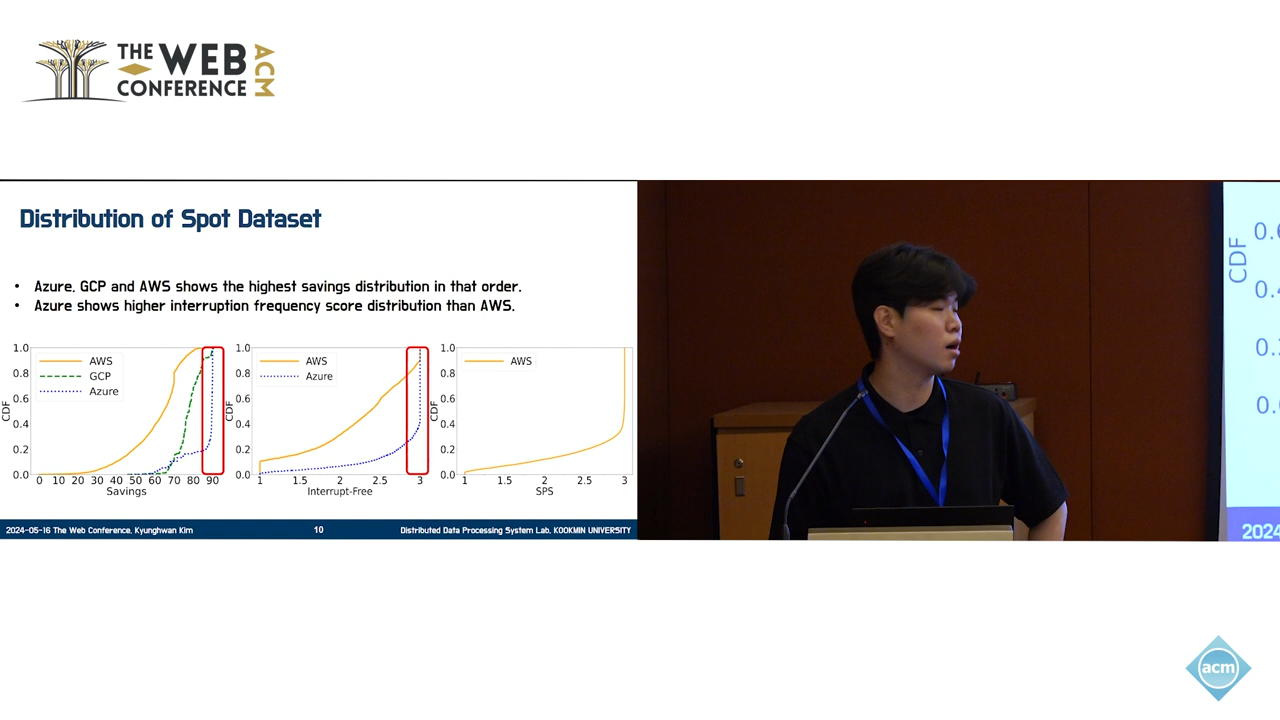 THE WEB CONFERENCE ACM
Distribution of Spot Dataset
• Azure, GCP and AWS shows the highest savings distribution in that order.
• Azure shows higher interruption frequency score distribution than AWS.
1.0
0.8
0.6
0.4
0.2
0.0
CDF
AWS
GCP
Azure
0 10 20 30 40 50 60 70 80 90
Savings
1.0
0.8
0.6
0.4
0.2
0.0
CDF
AWS
Azure
1 1.5 2 2.5 3
Interrupt-Free
1.0
0.8
0.6
0.4
0.2
0.0
CDF
AWS
1 1.5 2 2.5 3
SPS
2024-05-16 The Web Conference, Kyunghwan Kim
10
Distributed Data Processing System Lab, KOOKMIN UNIVERSITY
CDF
0.4
0.
2024
acm